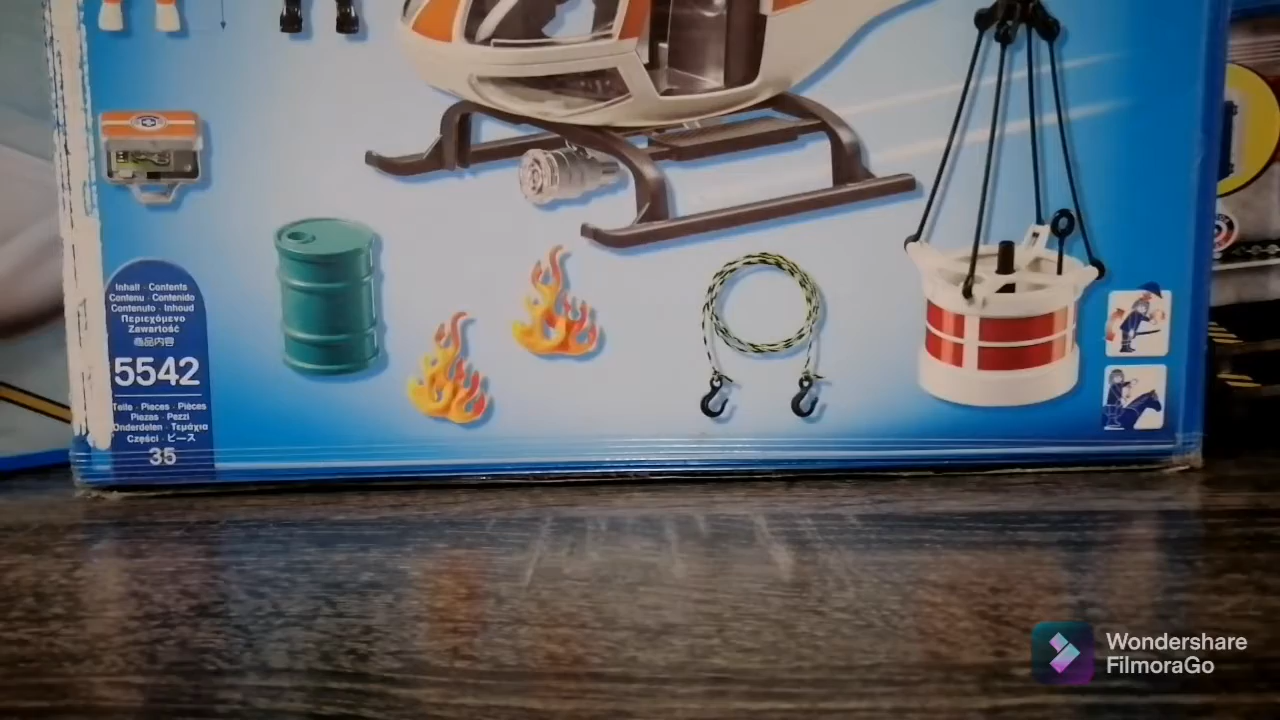 Inhalt · Contents
Contenu · Contenido
Contenuto · Inhoud
Περιεχόμενο
Zawartość
商品内容
5542
Teile · Pieces · Pièces
Piezas · Pezzi
Onderdelen · Τεμάχια
Części · ピース
35
Wondershare
FilmoraGo